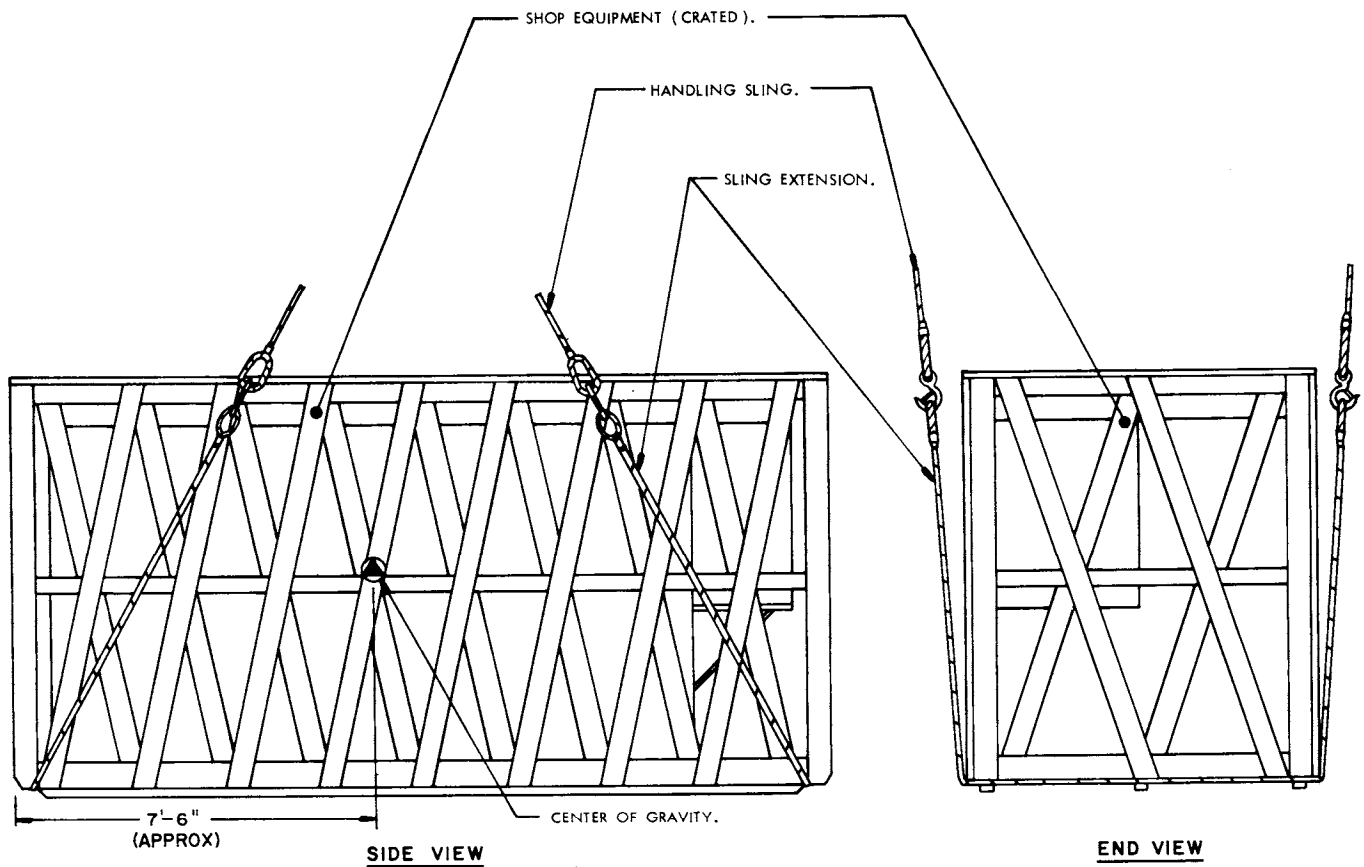 SHOP EQUIPMENT (CRATED).
HANDLING SLING.
SLING EXTENSION.
7'-6"
(APPROX)
CENTER OF GRAVITY.
SIDE VIEW
END VIEW